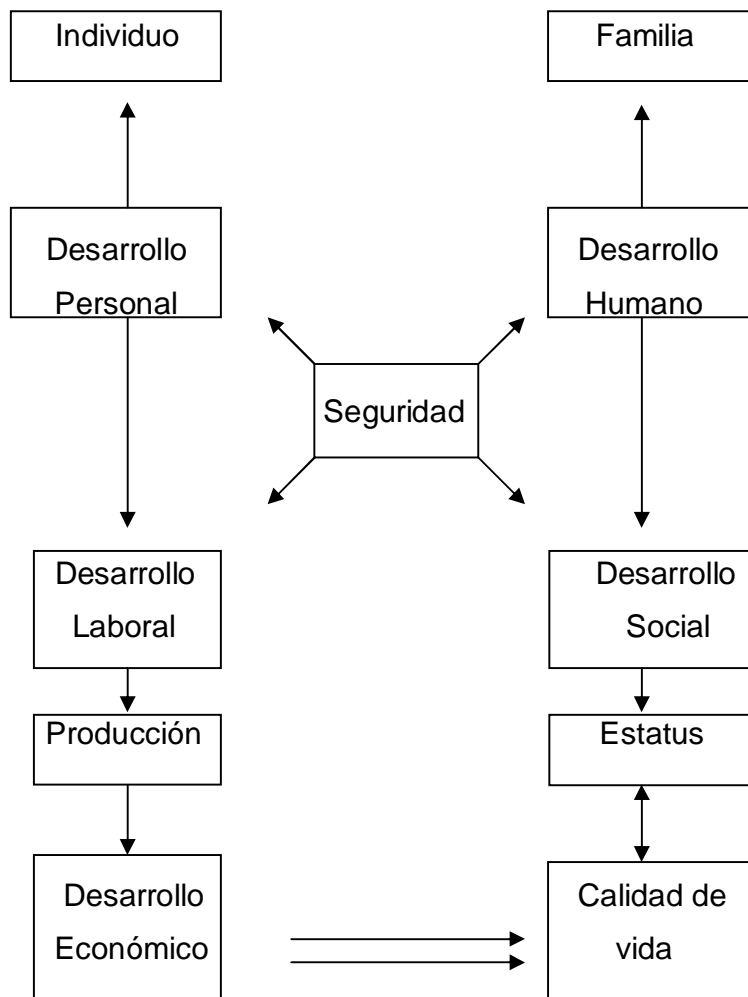 Individuo
Familia
Desarrollo
Personal
Desarrollo
Humano
Seguridad
Desarrollo
Laboral
Desarrollo
Social
Producción
Estatus
Desarrollo
Económico
Calidad de
vida